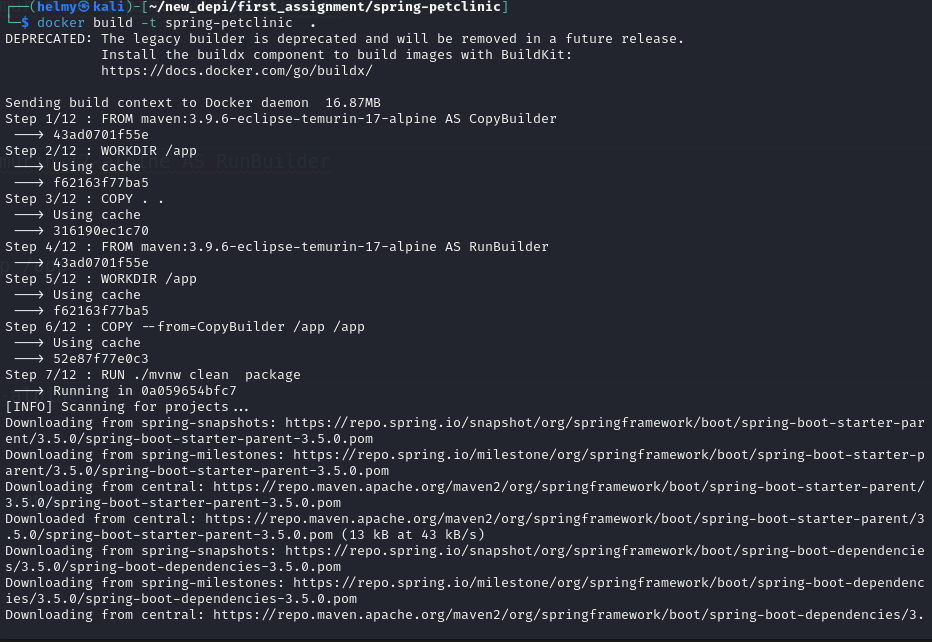 ┌──(helmy㉿kali)-[~/new_depi/first_assignment/spring-petclinic]
└─$ docker build -t spring-petclinic  .
DEPRECATED: The legacy builder is deprecated and will be removed in a future release.
            Install the buildx component to build images with BuildKit:
            https://docs.docker.com/go/buildx/

Sending build context to Docker daemon  16.87MB
Step 1/12 : FROM maven:3.9.6-eclipse-temurin-17-alpine AS CopyBuilder
 ---> 43ad0701f55e
Step 2/12 : WORKDIR /app
 ---> Using cache
 ---> f62163f77ba5
Step 3/12 : COPY . .
 ---> Using cache
 ---> 316190ec1c70
Step 4/12 : FROM maven:3.9.6-eclipse-temurin-17-alpine AS RunBuilder
 ---> 43ad0701f55e
Step 5/12 : WORKDIR /app
 ---> Using cache
 ---> f62163f77ba5
Step 6/12 : COPY --from=CopyBuilder /app /app
 ---> Using cache
 ---> 52e87f77e0c3
Step 7/12 : RUN ./mvnw clean  package
 ---> Running in 0a059654bfc7
[INFO] Scanning for projects...
Downloading from spring-snapshots: https://repo.spring.io/snapshot/org/springframework/boot/spring-boot-starter-par
ent/3.5.0/spring-boot-starter-parent-3.5.0.pom
Downloading from spring-milestones: https://repo.spring.io/milestone/org/springframework/boot/spring-boot-starter-p
arent/3.5.0/spring-boot-starter-parent-3.5.0.pom
Downloading from central: https://repo.maven.apache.org/maven2/org/springframework/boot/spring-boot-starter-parent/
3.5.0/spring-boot-starter-parent-3.5.0.pom
Downloaded from central: https://repo.maven.apache.org/maven2/org/springframework/boot/spring-boot-starter-parent/3
.5.0/spring-boot-starter-parent-3.5.0.pom (13 kB at 43 kB/s)
Downloading from spring-snapshots: https://repo.spring.io/snapshot/org/springframework/boot/spring-boot-dependencie
s/3.5.0/spring-boot-dependencies-3.5.0.pom
Downloading from spring-milestones: https://repo.spring.io/milestone/org/springframework/boot/spring-boot-dependenc
ies/3.5.0/spring-boot-dependencies-3.5.0.pom
Downloading from central: https://repo.maven.apache.org/maven2/org/springframework/boot/spring-boot-dependencies/3.